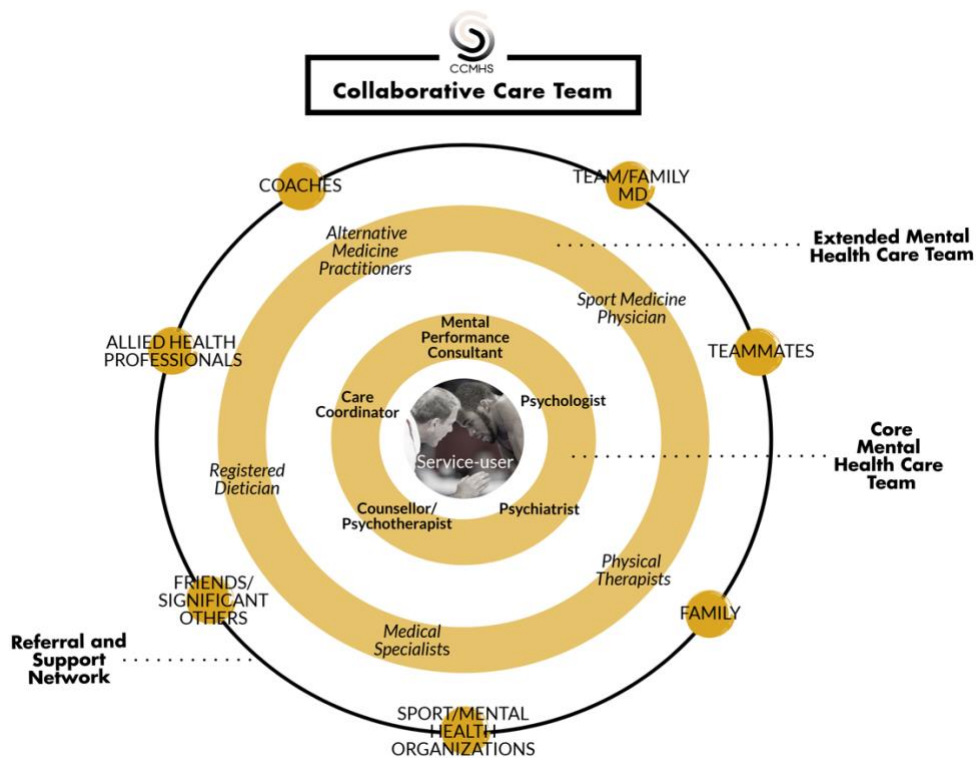 CCMHS
Collaborative Care Team
COACHES
TEAM/FAMILY
MD
Alternative
Medicine
Practitioners
Extended Mental
Health Care Team
Sport Medicine
Physician
Mental
Performance
Consultant
ALLIED HEALTH
PROFESSIONALS
TEAMMATES
Care
Coordinator
Psychologist
Service-user
Core
Mental
Health Care
Team
Registered
Dietician
Counsellor/
Psychotherapist
Psychiatrist
Physical
Therapists
FRIENDS/
SIGNIFICANT
OTHERS
FAMILY
Medical
Specialists
Referral and
Support
Network
SPORT/MENTAL
HEALTH
ORGANIZATIONS